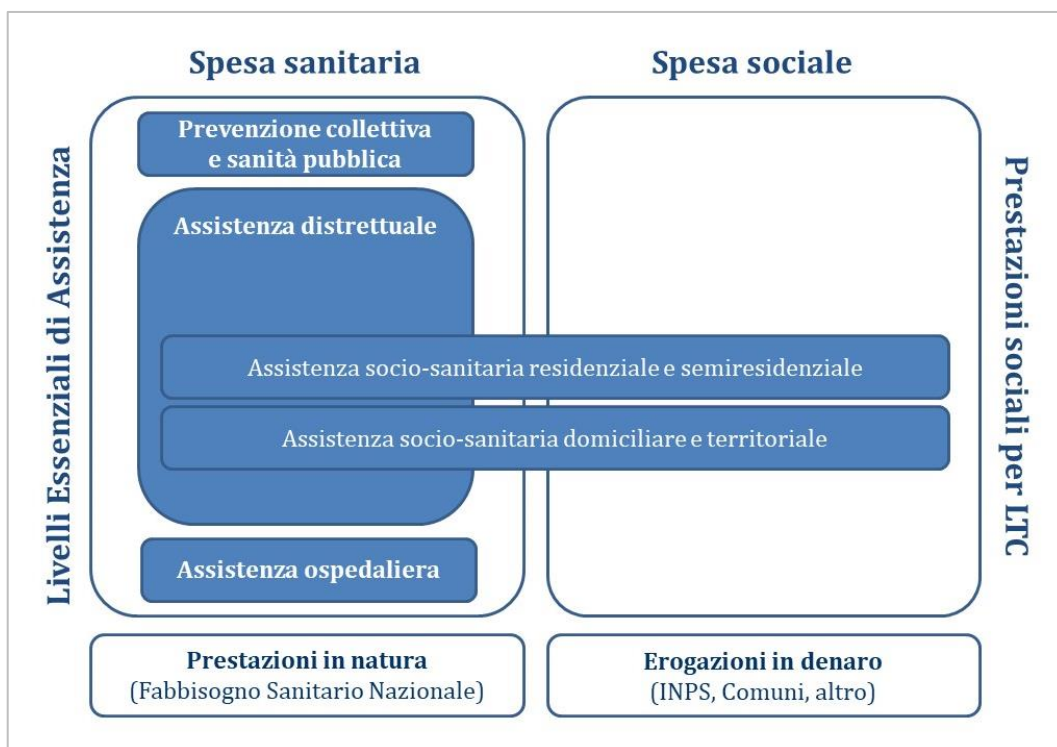 Spesa sanitaria
Spesa sociale
Livelli Essenziali di Assistenza
Prevenzione collettiva
e sanità pubblica
Assistenza distrettuale
Assistenza socio-sanitaria residenziale e semiresidenziale
Assistenza socio-sanitaria domiciliare e territoriale
Assistenza ospedaliera
Prestazioni sociali per LTC
Prestazioni in natura
(Fabbisogno Sanitario Nazionale)
Erogazioni in denaro
(INPS, Comuni, altro)